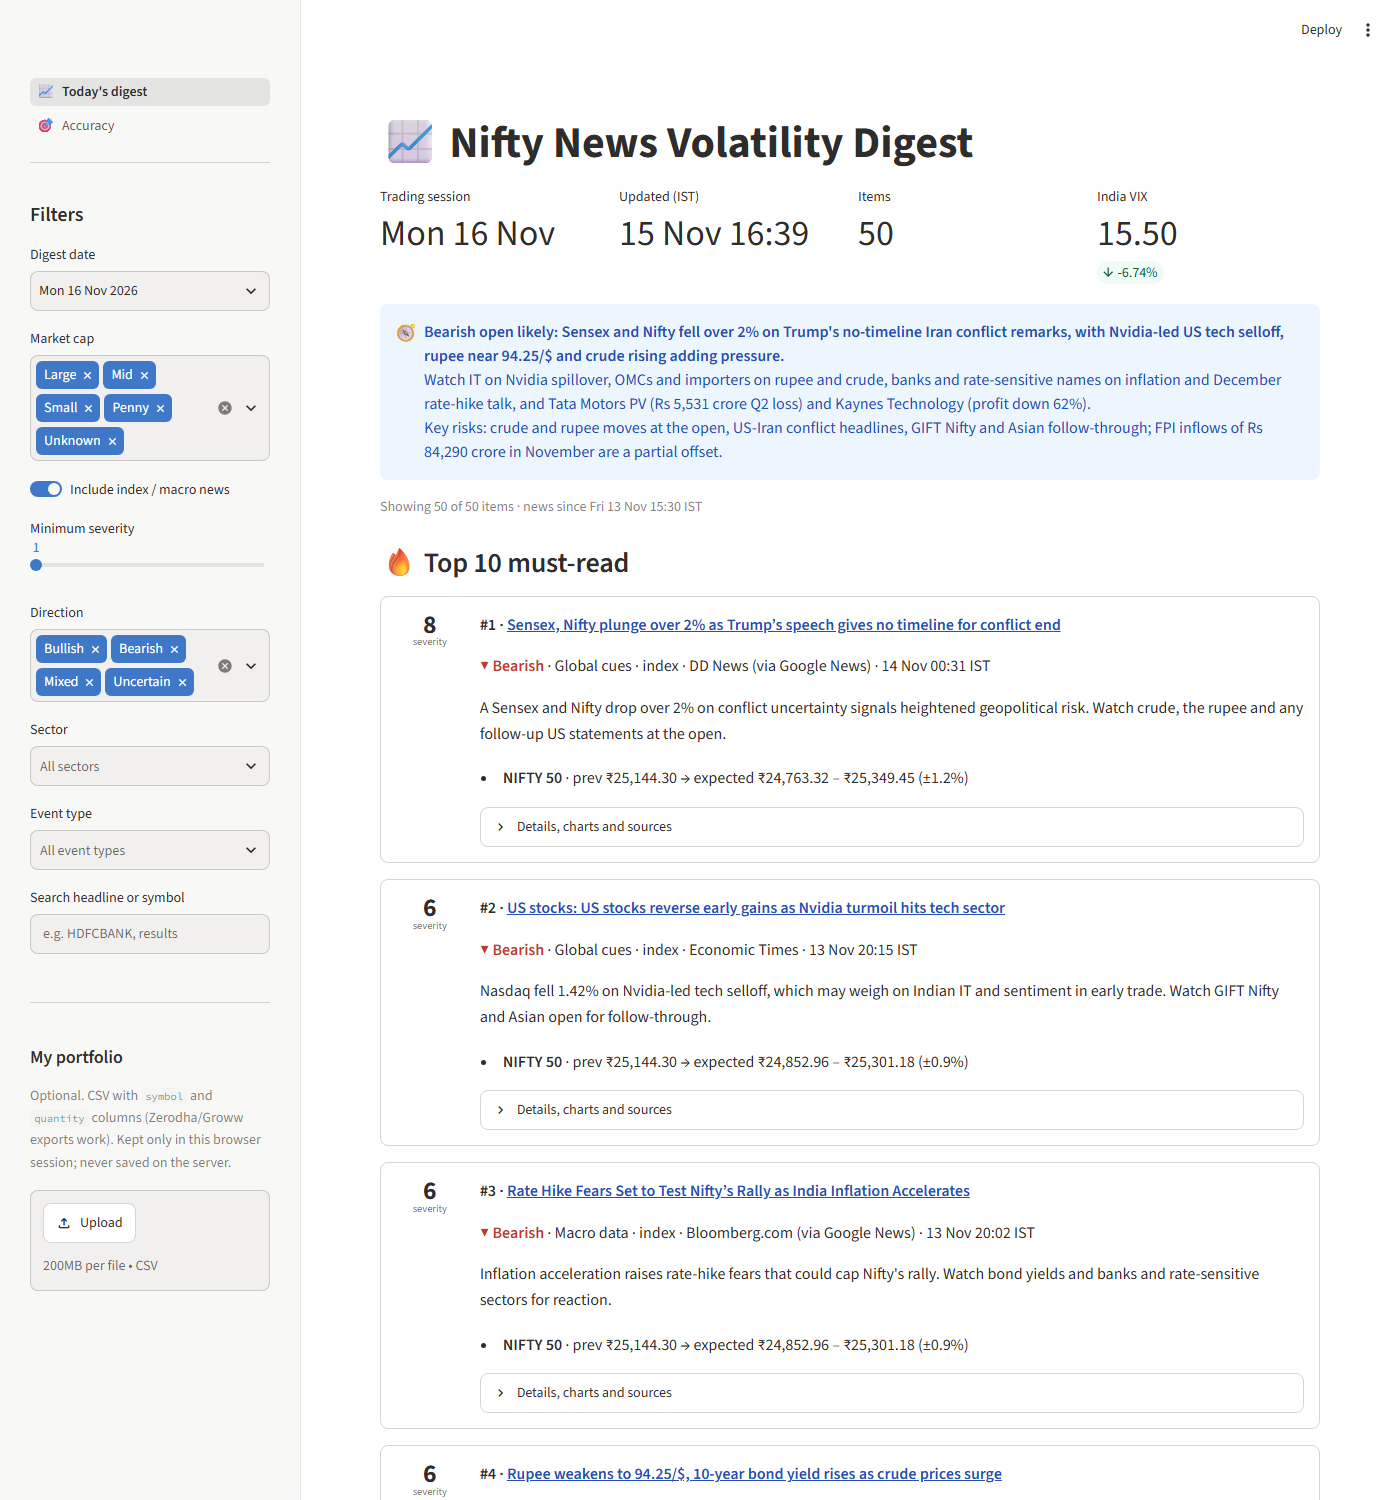 Deploy
Today's digest
Accuracy
Filters
Digest date
Mon 16 Nov 2026
Market cap
Large × Mid ×
Small × Penny ×
Unknown ×
Include index / macro news
Minimum severity
1
Direction
Bullish × Bearish ×
Mixed × Uncertain ×
Sector
All sectors
Event type
All event types
Search headline or symbol
e.g. HDFCBANK, results
My portfolio
Optional. CSV with symbol and
quantity columns (Zerodha/Groww
exports work). Kept only in this browser
session; never saved on the server.
Upload
200MB per file • CSV
Nifty News Volatility Digest
Trading session
Mon 16 Nov
Updated (IST)
15 Nov 16:39
Items
50
India VIX
15.50
↓ -6.74%
Bearish open likely: Sensex and Nifty fell over 2% on Trump's no-timeline Iran conflict remarks, with Nvidia-led US tech selloff,
rupee near 94.25/$ and crude rising adding pressure.
Watch IT on Nvidia spillover, OMCs and importers on rupee and crude, banks and rate-sensitive names on inflation and December
rate-hike talk, and Tata Motors PV (Rs 5,531 crore Q2 loss) and Kaynes Technology (profit down 62%).
Key risks: crude and rupee moves at the open, US-Iran conflict headlines, GIFT Nifty and Asian follow-through; FPI inflows of Rs
84,290 crore in November are a partial offset.
Showing 50 of 50 items · news since Fri 13 Nov 15:30 IST
Top 10 must-read
8
severity
#1 · Sensex, Nifty plunge over 2% as Trump’s speech gives no timeline for conflict end
▼ Bearish · Global cues · index · DD News (via Google News) · 14 Nov 00:31 IST
A Sensex and Nifty drop over 2% on conflict uncertainty signals heightened geopolitical risk. Watch crude, the rupee and any
follow-up US statements at the open.
• NIFTY 50 · prev ₹25,144.30 → expected ₹24,763.32 – ₹25,349.45 (±1.2%)
Details, charts and sources
6
severity
#2 · US stocks: US stocks reverse early gains as Nvidia turmoil hits tech sector
▼ Bearish · Global cues · index · Economic Times · 13 Nov 20:15 IST
Nasdaq fell 1.42% on Nvidia-led tech selloff, which may weigh on Indian IT and sentiment in early trade. Watch GIFT Nifty
and Asian open for follow-through.
• NIFTY 50 · prev ₹25,144.30 → expected ₹24,852.96 – ₹25,301.18 (±0.9%)
Details, charts and sources
6
severity
#3 · Rate Hike Fears Set to Test Nifty’s Rally as India Inflation Accelerates
▼ Bearish · Macro data · index · Bloomberg.com (via Google News) · 13 Nov 20:02 IST
Inflation acceleration raises rate-hike fears that could cap Nifty's rally. Watch bond yields and banks and rate-sensitive
sectors for reaction.
• NIFTY 50 · prev ₹25,144.30 → expected ₹24,852.96 – ₹25,301.18 (±0.9%)
Details, charts and sources
6
severity
#4 · Rupee weakens to 94.25/$, 10-year bond yield rises as crude prices surge